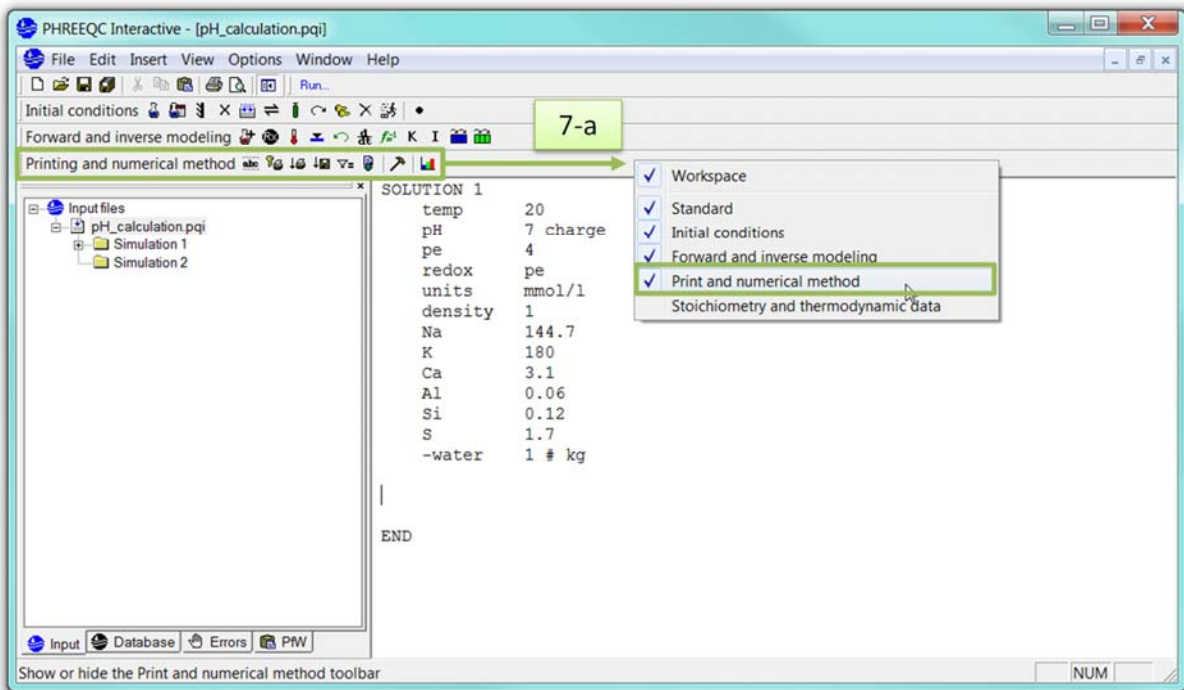 PHREEQC Interactive - [pH_calculation.pqi]
File Edit Insert View Options Window Help
Run...
Initial conditions
Forward and inverse modeling
Printing and numerical method
7-a
Input files
pH_calculation.pqi
Simulation 1
Simulation 2
SOLUTION 1
temp 20
pH 7 charge
pe 4
redox pe
units mmol/l
density 1
Na 144.7
K 180
Ca 3.1
Al 0.06
Si 0.12
S 1.7
-water 1 # kg
END
Workspace
Standard
Initial conditions
Forward and inverse modeling
Print and numerical method
Stoichiometry and thermodynamic data
Input Database Errors PfW
Show or hide the Print and numerical method toolbar NUM